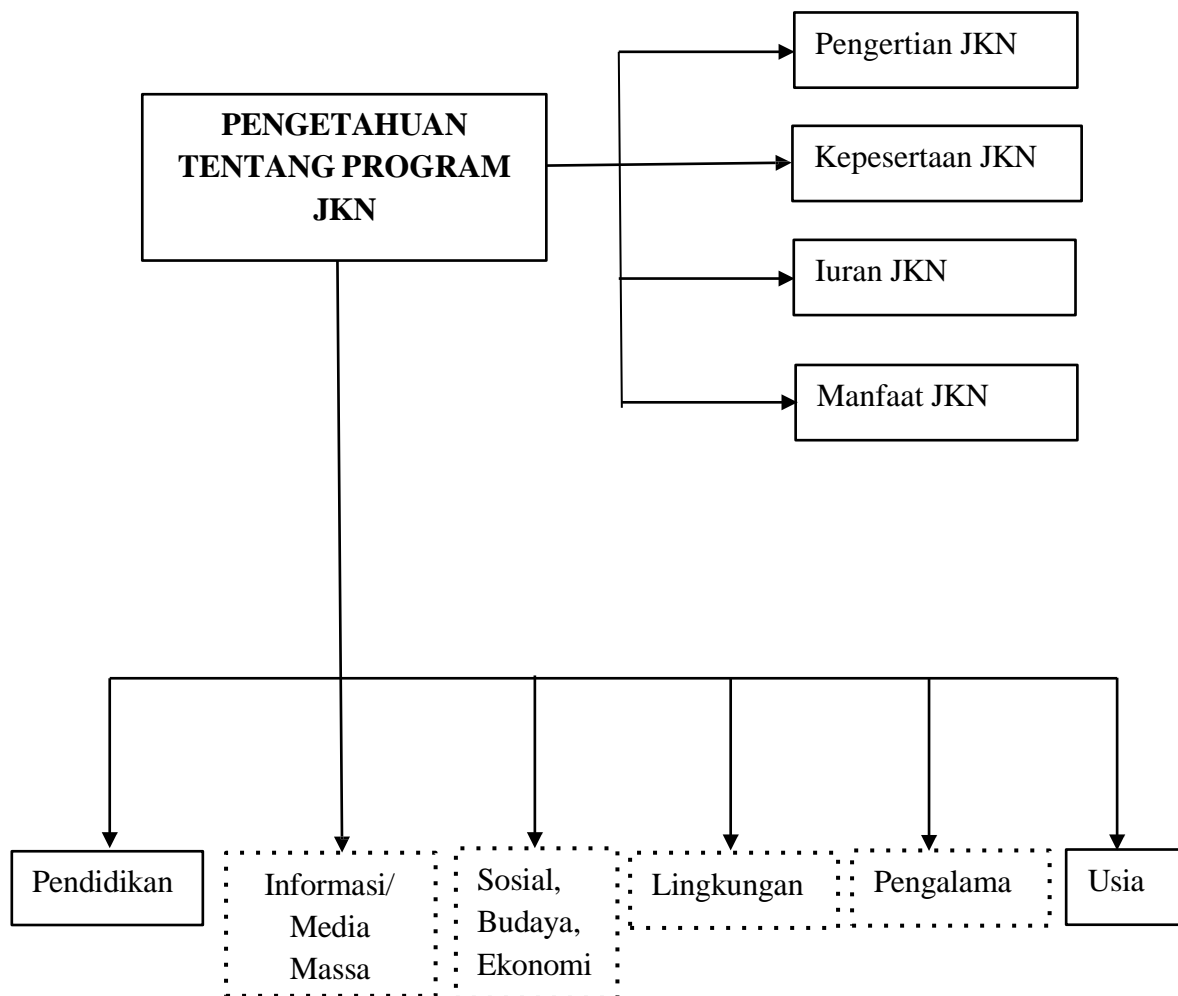 Pengertian JKN
PENGETAHUAN
TENTANG PROGRAM
JKN
Kepesertaan JKN
Iuran JKN
Manfaat JKN
Pendidikan
Informasi/
Media
Massa
Sosial,
Budaya,
Ekonomi
Lingkungan
Pengalama
Usia